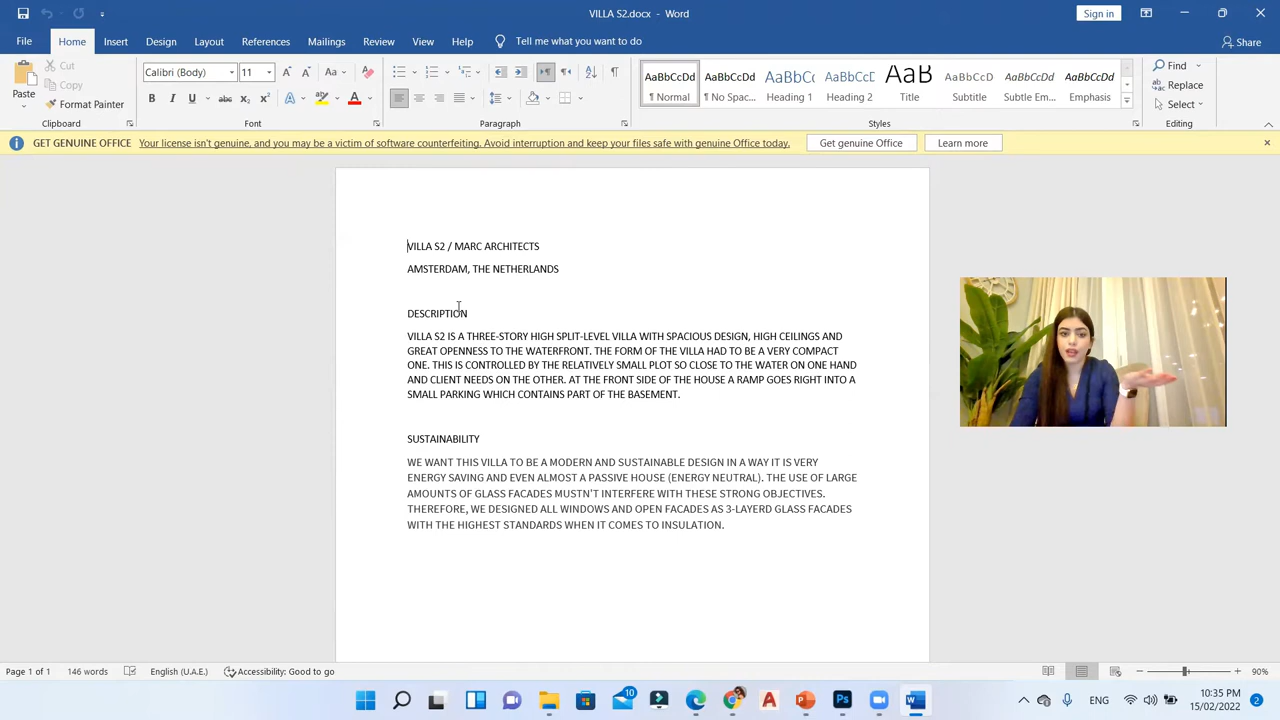 VILLA S2.docx - Word
Sign in
File Home Insert Design Layout References Mailings Review View Help Tell me what you want to do Share
Paste
Cut
Copy
Format Painter
Clipboard
Calibri (Body) 11
Aa
B I U abc X₂ X² A A
Font
Paragraph
AaBbCcDd AaBbCcDd AaBbCc AaBbCcE AaB AaBbCcD AaBbCcDd AaBbCcDd
¶ Normal ¶ No Spac... Heading 1 Heading 2 Title Subtitle Subtle Em... Emphasis
Styles
Find
Replace
Select
Editing
GET GENUINE OFFICE Your license isn't genuine, and you may be a victim of software counterfeiting. Avoid interruption and keep your files safe with genuine Office today. Get genuine Office Learn more
VILLA S2 / MARC ARCHITECTS
AMSTERDAM, THE NETHERLANDS
DESCRIPTION
VILLA S2 IS A THREE-STORY HIGH SPLIT-LEVEL VILLA WITH SPACIOUS DESIGN, HIGH CEILINGS AND
GREAT OPENNESS TO THE WATERFRONT. THE FORM OF THE VILLA HAD TO BE A VERY COMPACT
ONE. THIS IS CONTROLLED BY THE RELATIVELY SMALL PLOT SO CLOSE TO THE WATER ON ONE HAND
AND CLIENT NEEDS ON THE OTHER. AT THE FRONT SIDE OF THE HOUSE A RAMP GOES RIGHT INTO A
SMALL PARKING WHICH CONTAINS PART OF THE BASEMENT.
SUSTAINABILITY
WE WANT THIS VILLA TO BE A MODERN AND SUSTAINABLE DESIGN IN A WAY IT IS VERY
ENERGY SAVING AND EVEN ALMOST A PASSIVE HOUSE (ENERGY NEUTRAL). THE USE OF LARGE
AMOUNTS OF GLASS FACADES MUSTN'T INTERFERE WITH THESE STRONG OBJECTIVES.
THEREFORE, WE DESIGNED ALL WINDOWS AND OPEN FACADES AS 3-LAYERD GLASS FACADES
WITH THE HIGHEST STANDARDS WHEN IT COMES TO INSULATION.
Page 1 of 1 146 words English (U.A.E.) Accessibility: Good to go 90%
10
ENG
10:35 PM
15/02/2022
2